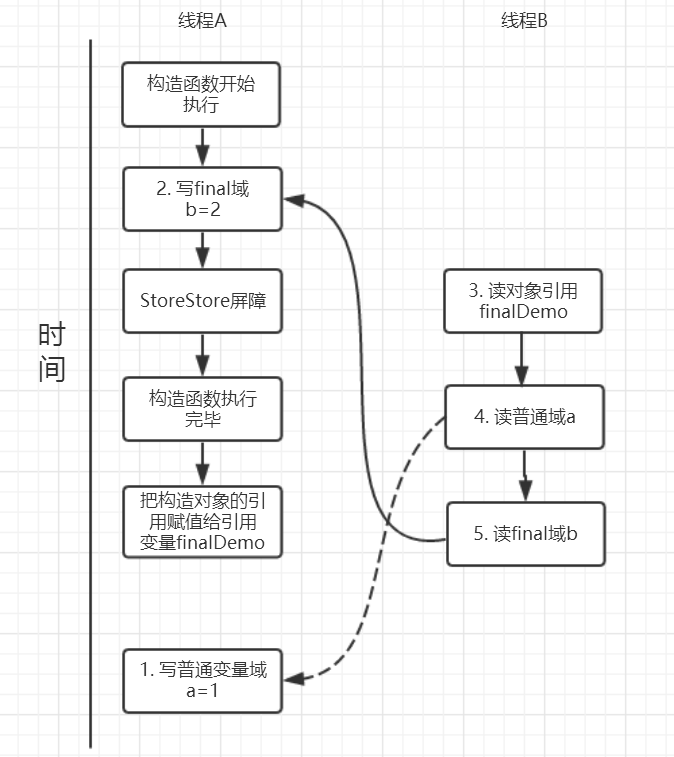 线程A
线程B
构造函数开始
执行
2. 写final域
b=2
StoreStore屏障
构造函数执行
完毕
把构造对象的引
用赋值给引用
变量finalDemo
1. 写普通变量域
a=1
3. 读对象引用
finalDemo
4. 读普通域a
5. 读final域b
时
间